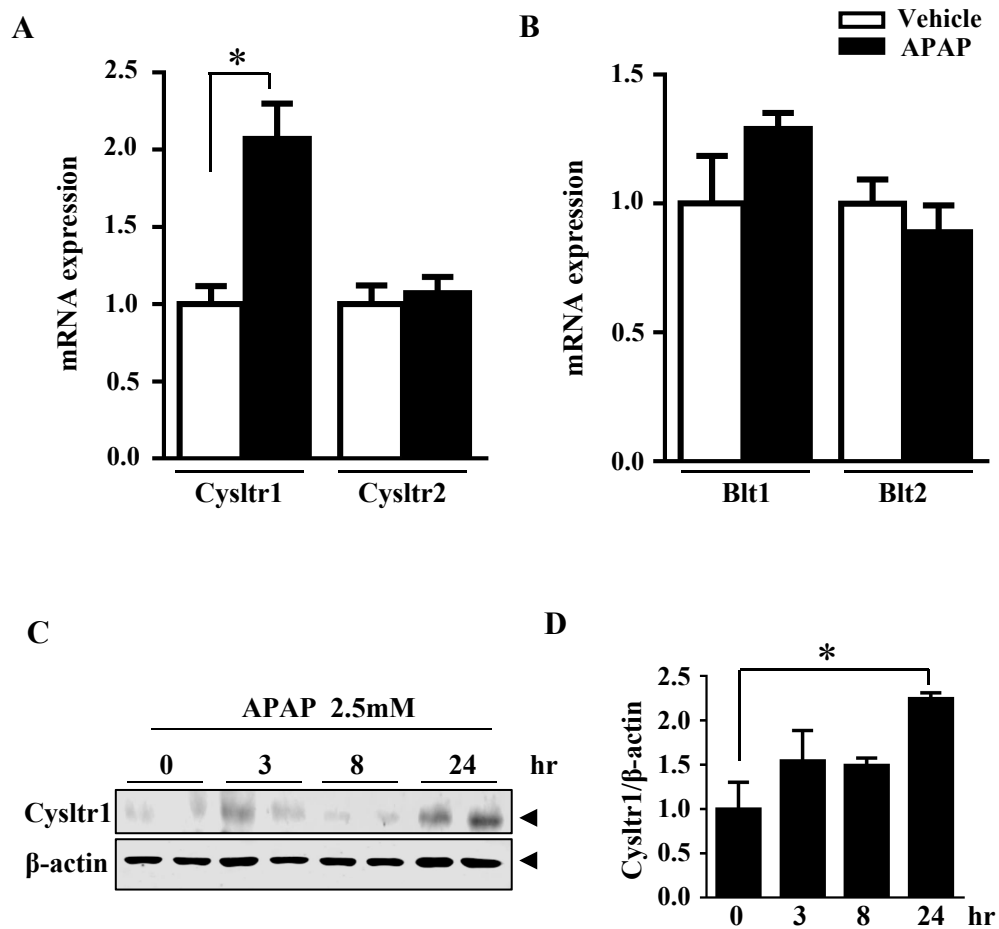 A
B
Vehicle
APAP
*
mRNA expression
2.5
2.0
1.5
1.0
0.5
0.0
Cysltr1
Cysltr2
mRNA expression
1.5
1.0
0.5
0.0
Blt1
Blt2
C
APAP 2.5mM
0 3 8 24 hr
Cysltr1
β-actin
D
*
Cysltr1/β-actin
2.5
2.0
1.5
1.0
0.5
0.0
0 3 8 24 hr